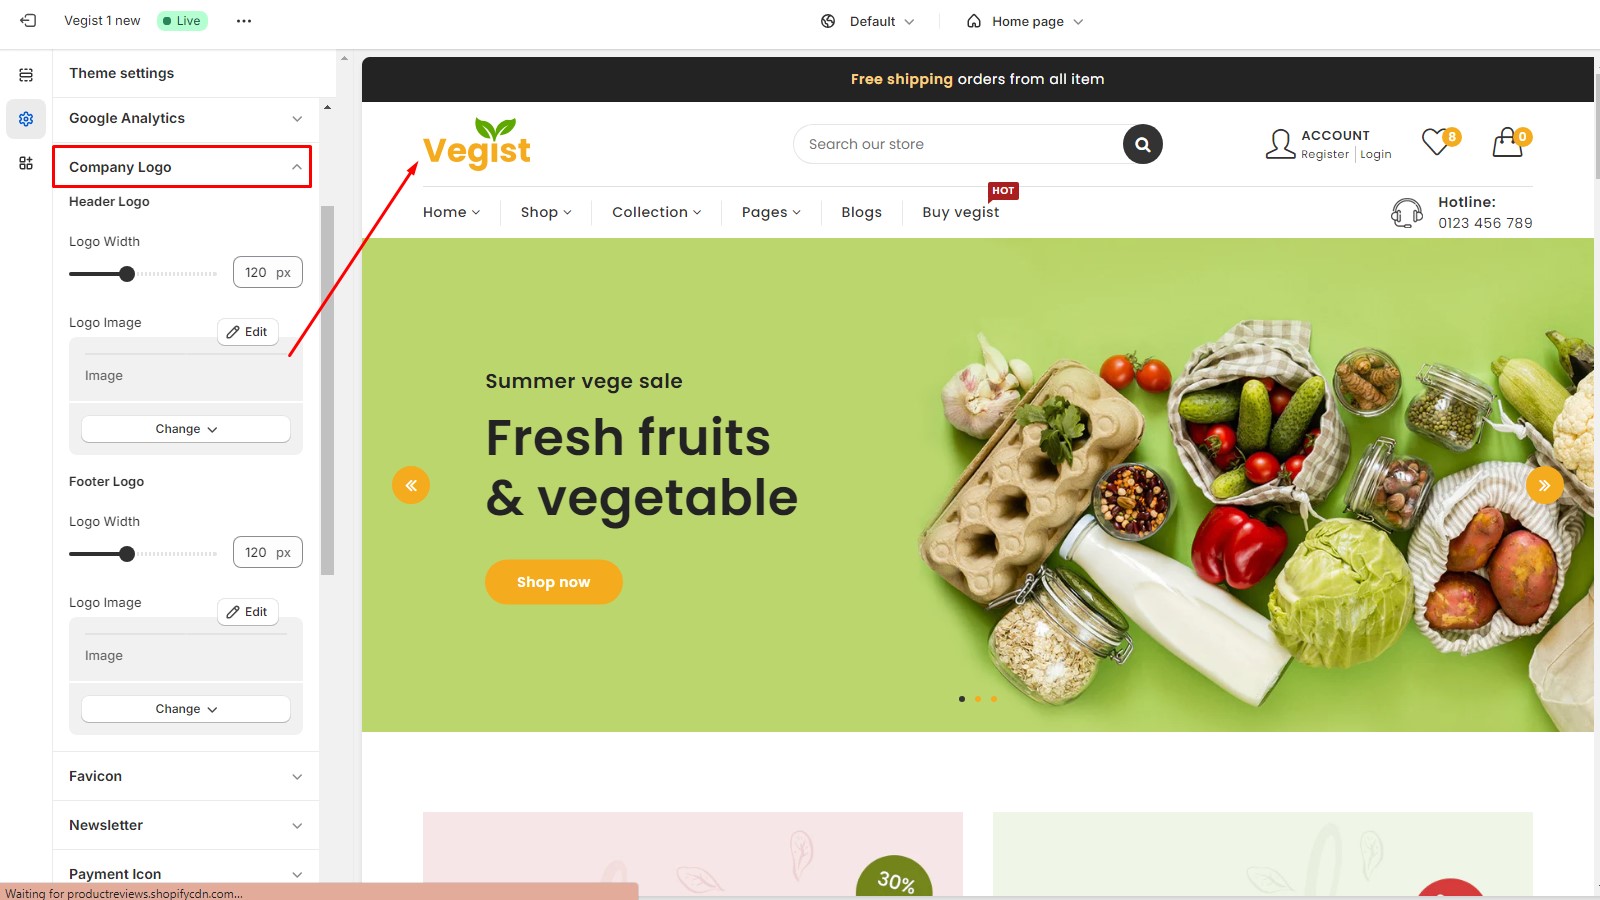 Vegist 1 new
Live
Default
Home page
Theme settings
Google Analytics
Company Logo
Header Logo
Logo Width
120 px
Logo Image
Edit
Image
Change
Footer Logo
Logo Width
120 px
Logo Image
Edit
Image
Change
Favicon
Newsletter
Payment Icon
Waiting for productreviews.shopifycdn.com...
Free shipping orders from all item
Vegist
Search our store
ACCOUNT
Register Login
8
0
HOT
Home
Shop
Collection
Pages
Blogs
Buy vegist
Hotline:
0123 456 789
Summer vege sale
Fresh fruits
& vegetable
Shop now
30%